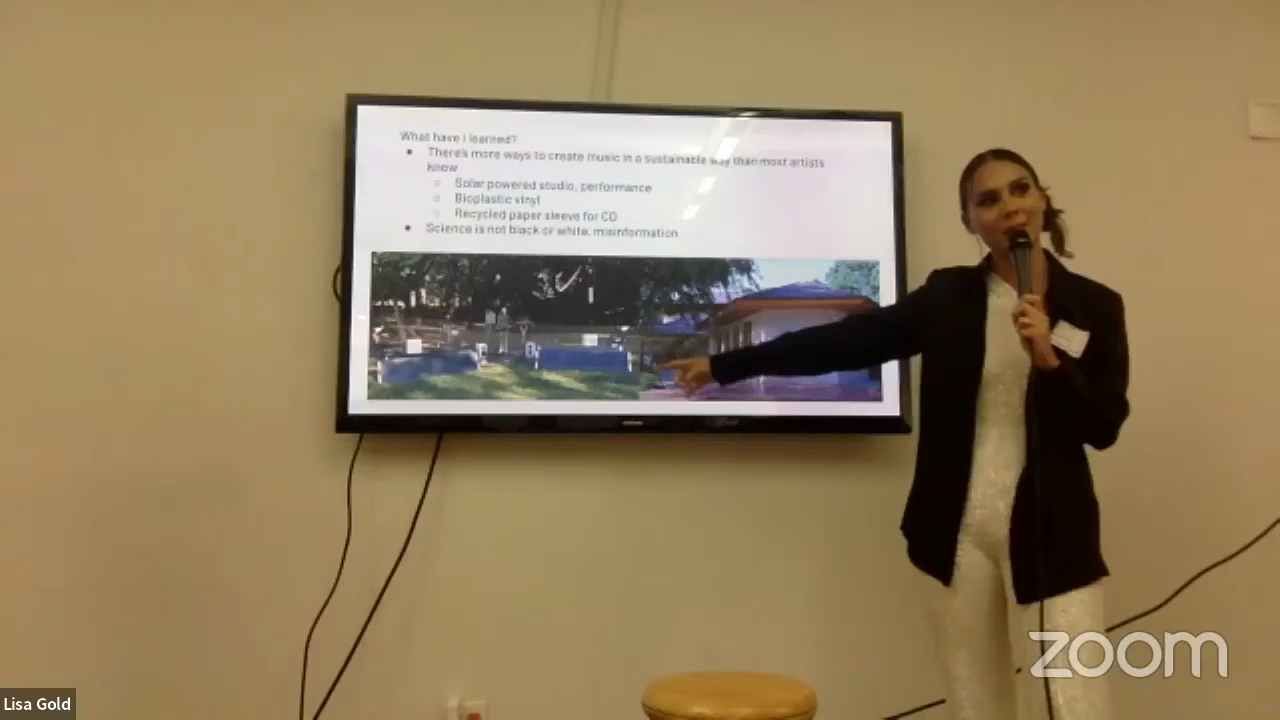 What have I learned?
• There's more ways to create music in a sustainable way than most artists
know
○ Solar powered studio, performance
○ Bioplastic vinyl
○ Recycled paper sleeve for CD
• Science is not black or white, misinformation
zoom
Lisa Gold